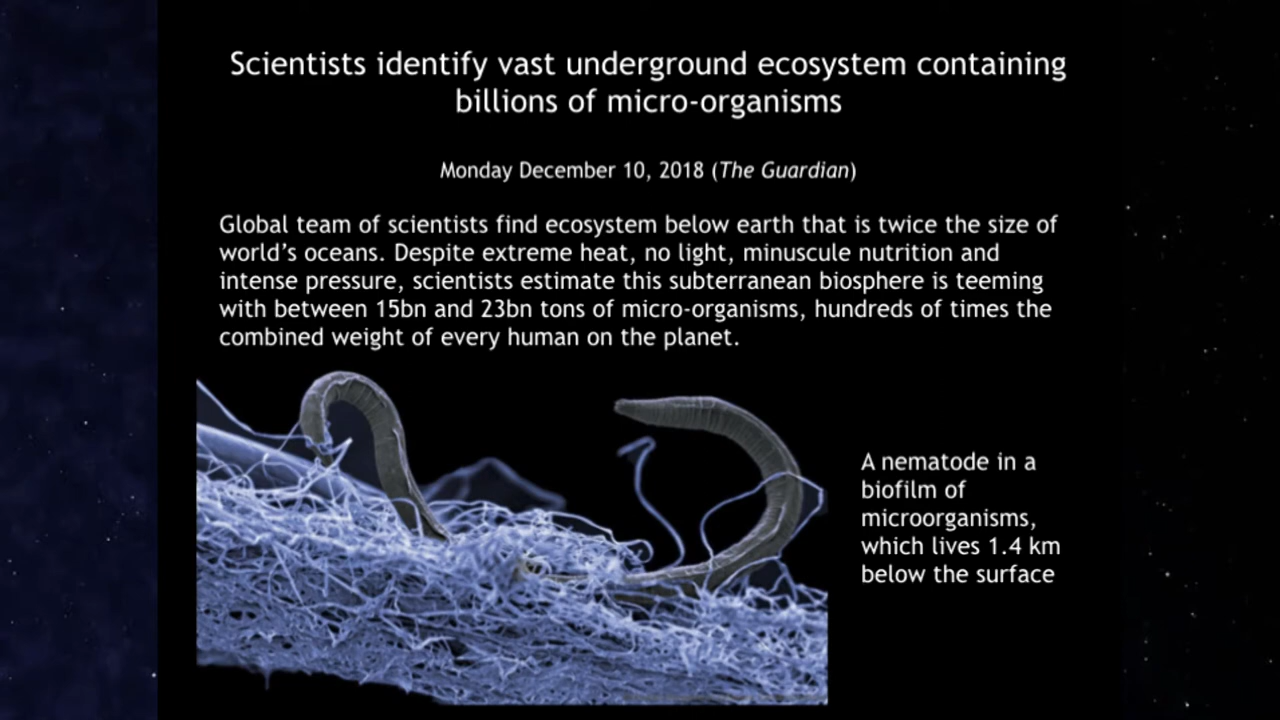 Scientists identify vast underground ecosystem containing
billions of micro-organisms
Monday December 10, 2018 (The Guardian)
Global team of scientists find ecosystem below earth that is twice the size of
world’s oceans. Despite extreme heat, no light, minuscule nutrition and
intense pressure, scientists estimate this subterranean biosphere is teeming
with between 15bn and 23bn tons of micro-organisms, hundreds of times the
combined weight of every human on the planet.
A nematode in a
biofilm of
microorganisms,
which lives 1.4 km
below the surface